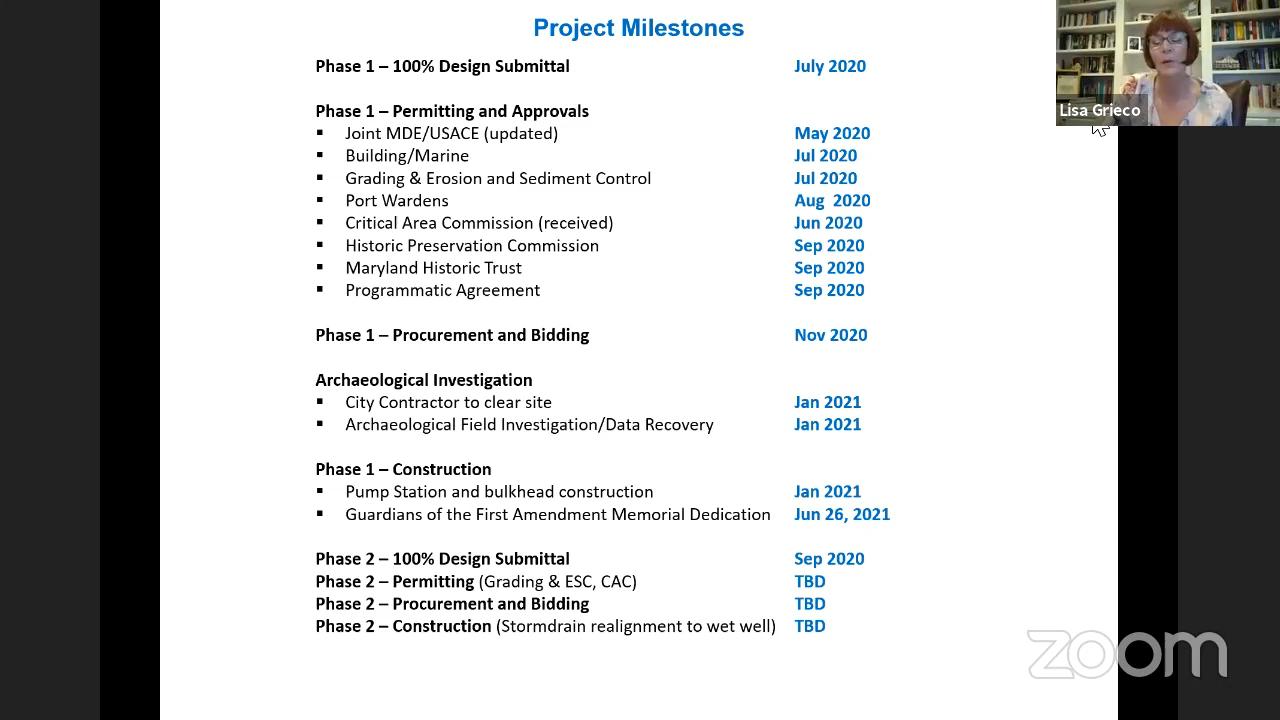 Project Milestones
Phase 1 – 100% Design Submittal July 2020
Phase 1 – Permitting and Approvals
▪ Joint MDE/USACE (updated) May 2020
▪ Building/Marine Jul 2020
▪ Grading & Erosion and Sediment Control Jul 2020
▪ Port Wardens Aug  2020
▪ Critical Area Commission (received) Jun 2020
▪ Historic Preservation Commission Sep 2020
▪ Maryland Historic Trust Sep 2020
▪ Programmatic Agreement Sep 2020
Phase 1 – Procurement and Bidding Nov 2020
Archaeological Investigation
▪ City Contractor to clear site Jan 2021
▪ Archaeological Field Investigation/Data Recovery Jan 2021
Phase 1 – Construction
▪ Pump Station and bulkhead construction Jan 2021
▪ Guardians of the First Amendment Memorial Dedication Jun 26, 2021
Phase 2 – 100% Design Submittal Sep 2020
Phase 2 – Permitting (Grading & ESC, CAC) TBD
Phase 2 – Procurement and Bidding TBD
Phase 2 – Construction (Stormdrain realignment to wet well) TBD
Lisa Grieco
zoom